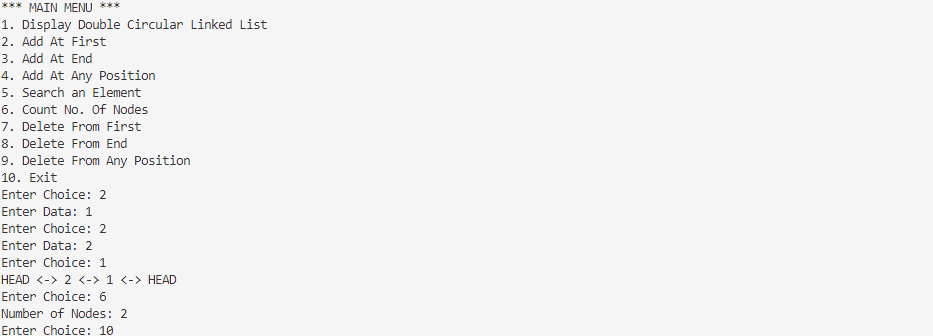 *** MAIN MENU ***
1. Display Double Circular Linked List
2. Add At First
3. Add At End
4. Add At Any Position
5. Search an Element
6. Count No. Of Nodes
7. Delete From First
8. Delete From End
9. Delete From Any Position
10. Exit
Enter Choice: 2
Enter Data: 1
Enter Choice: 2
Enter Data: 2
Enter Choice: 1
HEAD <-> 2 <-> 1 <-> HEAD
Enter Choice: 6
Number of Nodes: 2
Enter Choice: 10